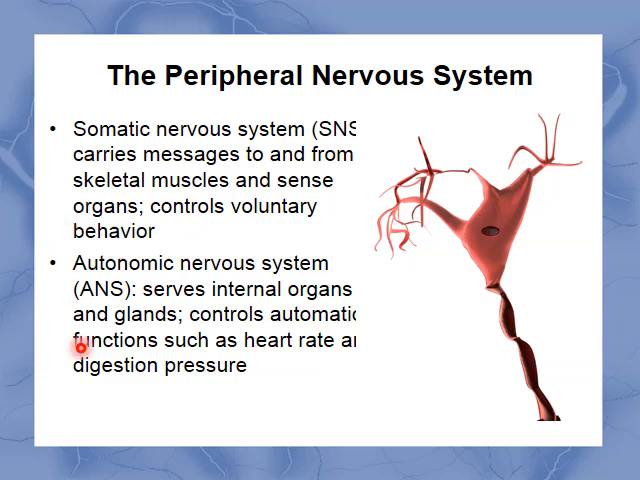 The Peripheral Nervous System
• Somatic nervous system (SNS
carries messages to and from
skeletal muscles and sense
organs; controls voluntary
behavior
• Autonomic nervous system
(ANS): serves internal organs
and glands; controls automatic
functions such as heart rate an
digestion pressure